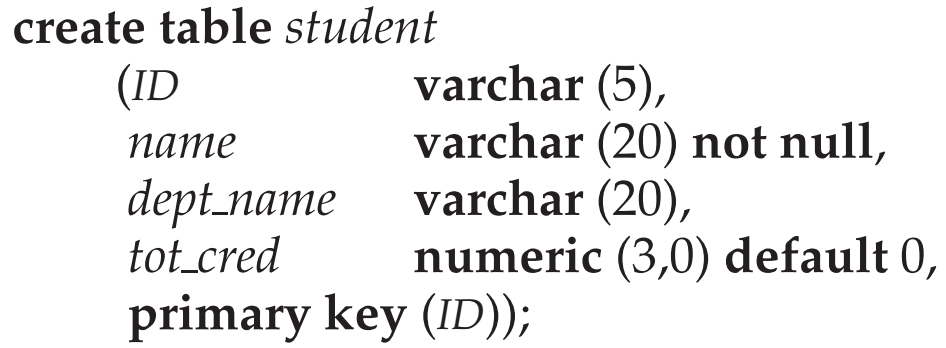 create table student
(ID varchar (5),
name varchar (20) not null,
dept_name varchar (20),
tot_cred numeric (3,0) default 0,
primary key (ID));